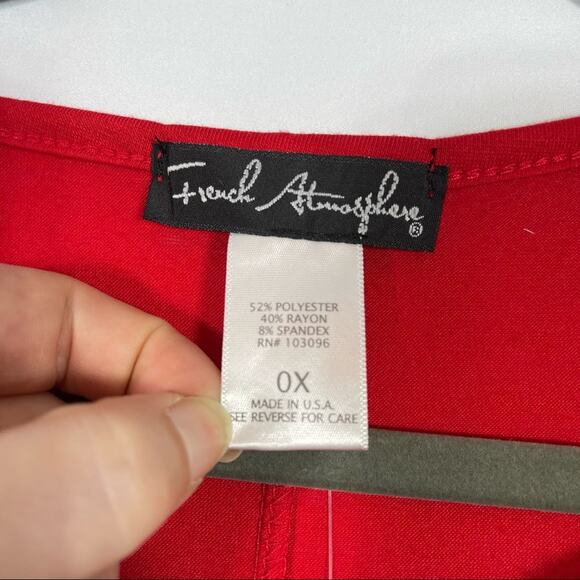 French Atmosphere®
52% POLYESTER
40% RAYON
8% SPANDEX
RN# 103096
0X
MADE IN U.S.A.
SEE REVERSE FOR CARE